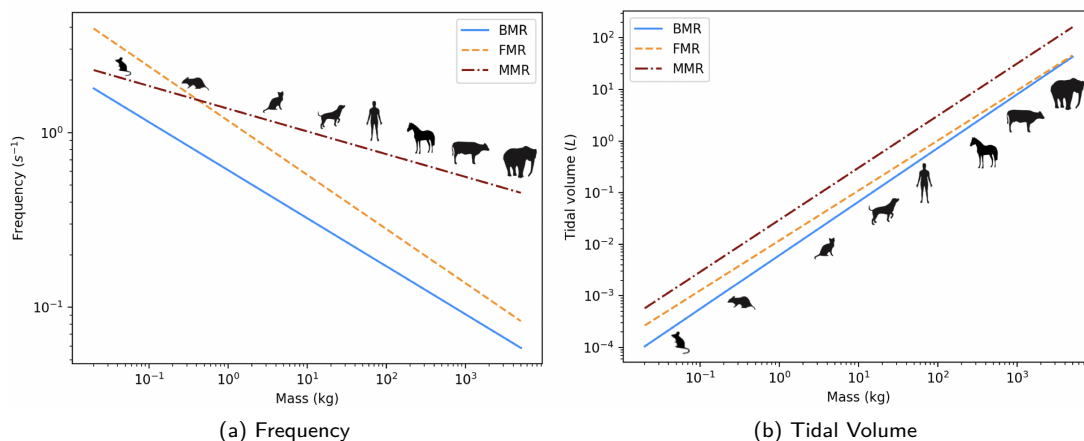 BMR
FMR
MMR
Frequency (s⁻¹)
10⁰
10⁻¹
10⁻¹
10⁰
10¹
10²
10³
Mass (kg)
(a) Frequency
BMR
FMR
MMR
Tidal volume (L)
10²
10¹
10⁰
10⁻¹
10⁻²
10⁻³
10⁻⁴
10⁻¹
10⁰
10¹
10²
10³
Mass (kg)
(b) Tidal Volume